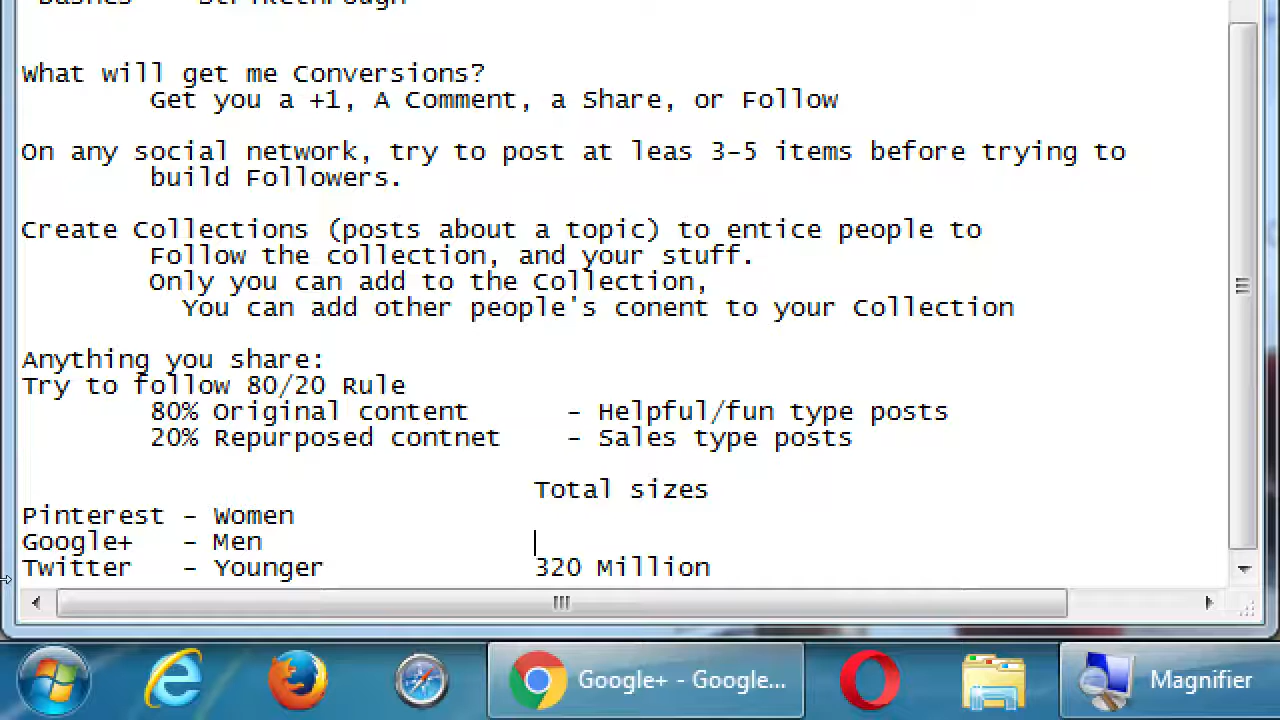 What will get me Conversions?
Get you a +1, A Comment, a Share, or Follow
On any social network, try to post at leas 3-5 items before trying to
build Followers.
Create Collections (posts about a topic) to entice people to
Follow the collection, and your stuff.
Only you can add to the Collection,
You can add other people's conent to your Collection
Anything you share:
Try to follow 80/20 Rule
80% Original content - Helpful/fun type posts
20% Repurposed contnet - Sales type posts
Total sizes
Pinterest - Women
Google+ - Men
Twitter - Younger 320 Million
Google+ - Google...
Magnifier